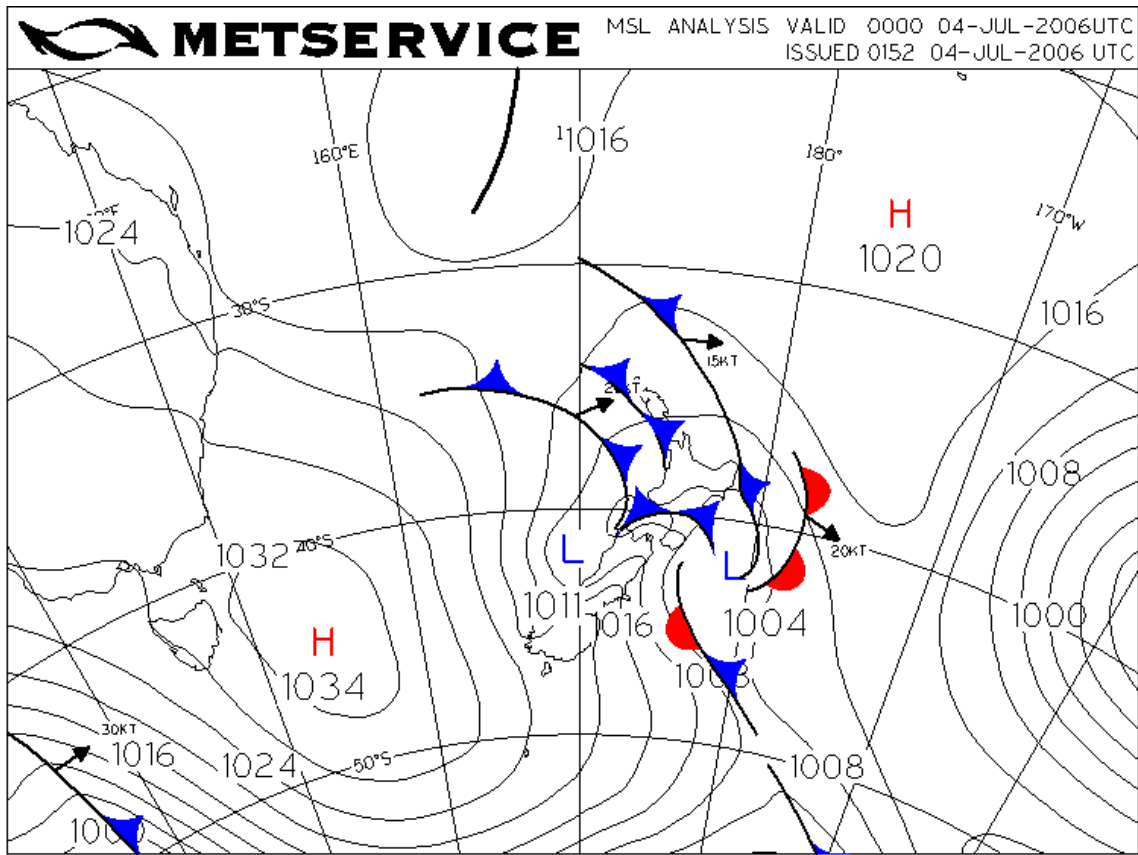 METSERVICE
MSL ANALYSIS VALID 0000 04-JUL-2006UTC
ISSUED 0152 04-JUL-2006 UTC
1016
160°E
180°
170°W
H
1020
1024
30°S
1016
15KT
1008
1032
40°S
L
L
20KT
1011
1016
1004
1000
H
1034
30KT
1016
1024
50°S
1008